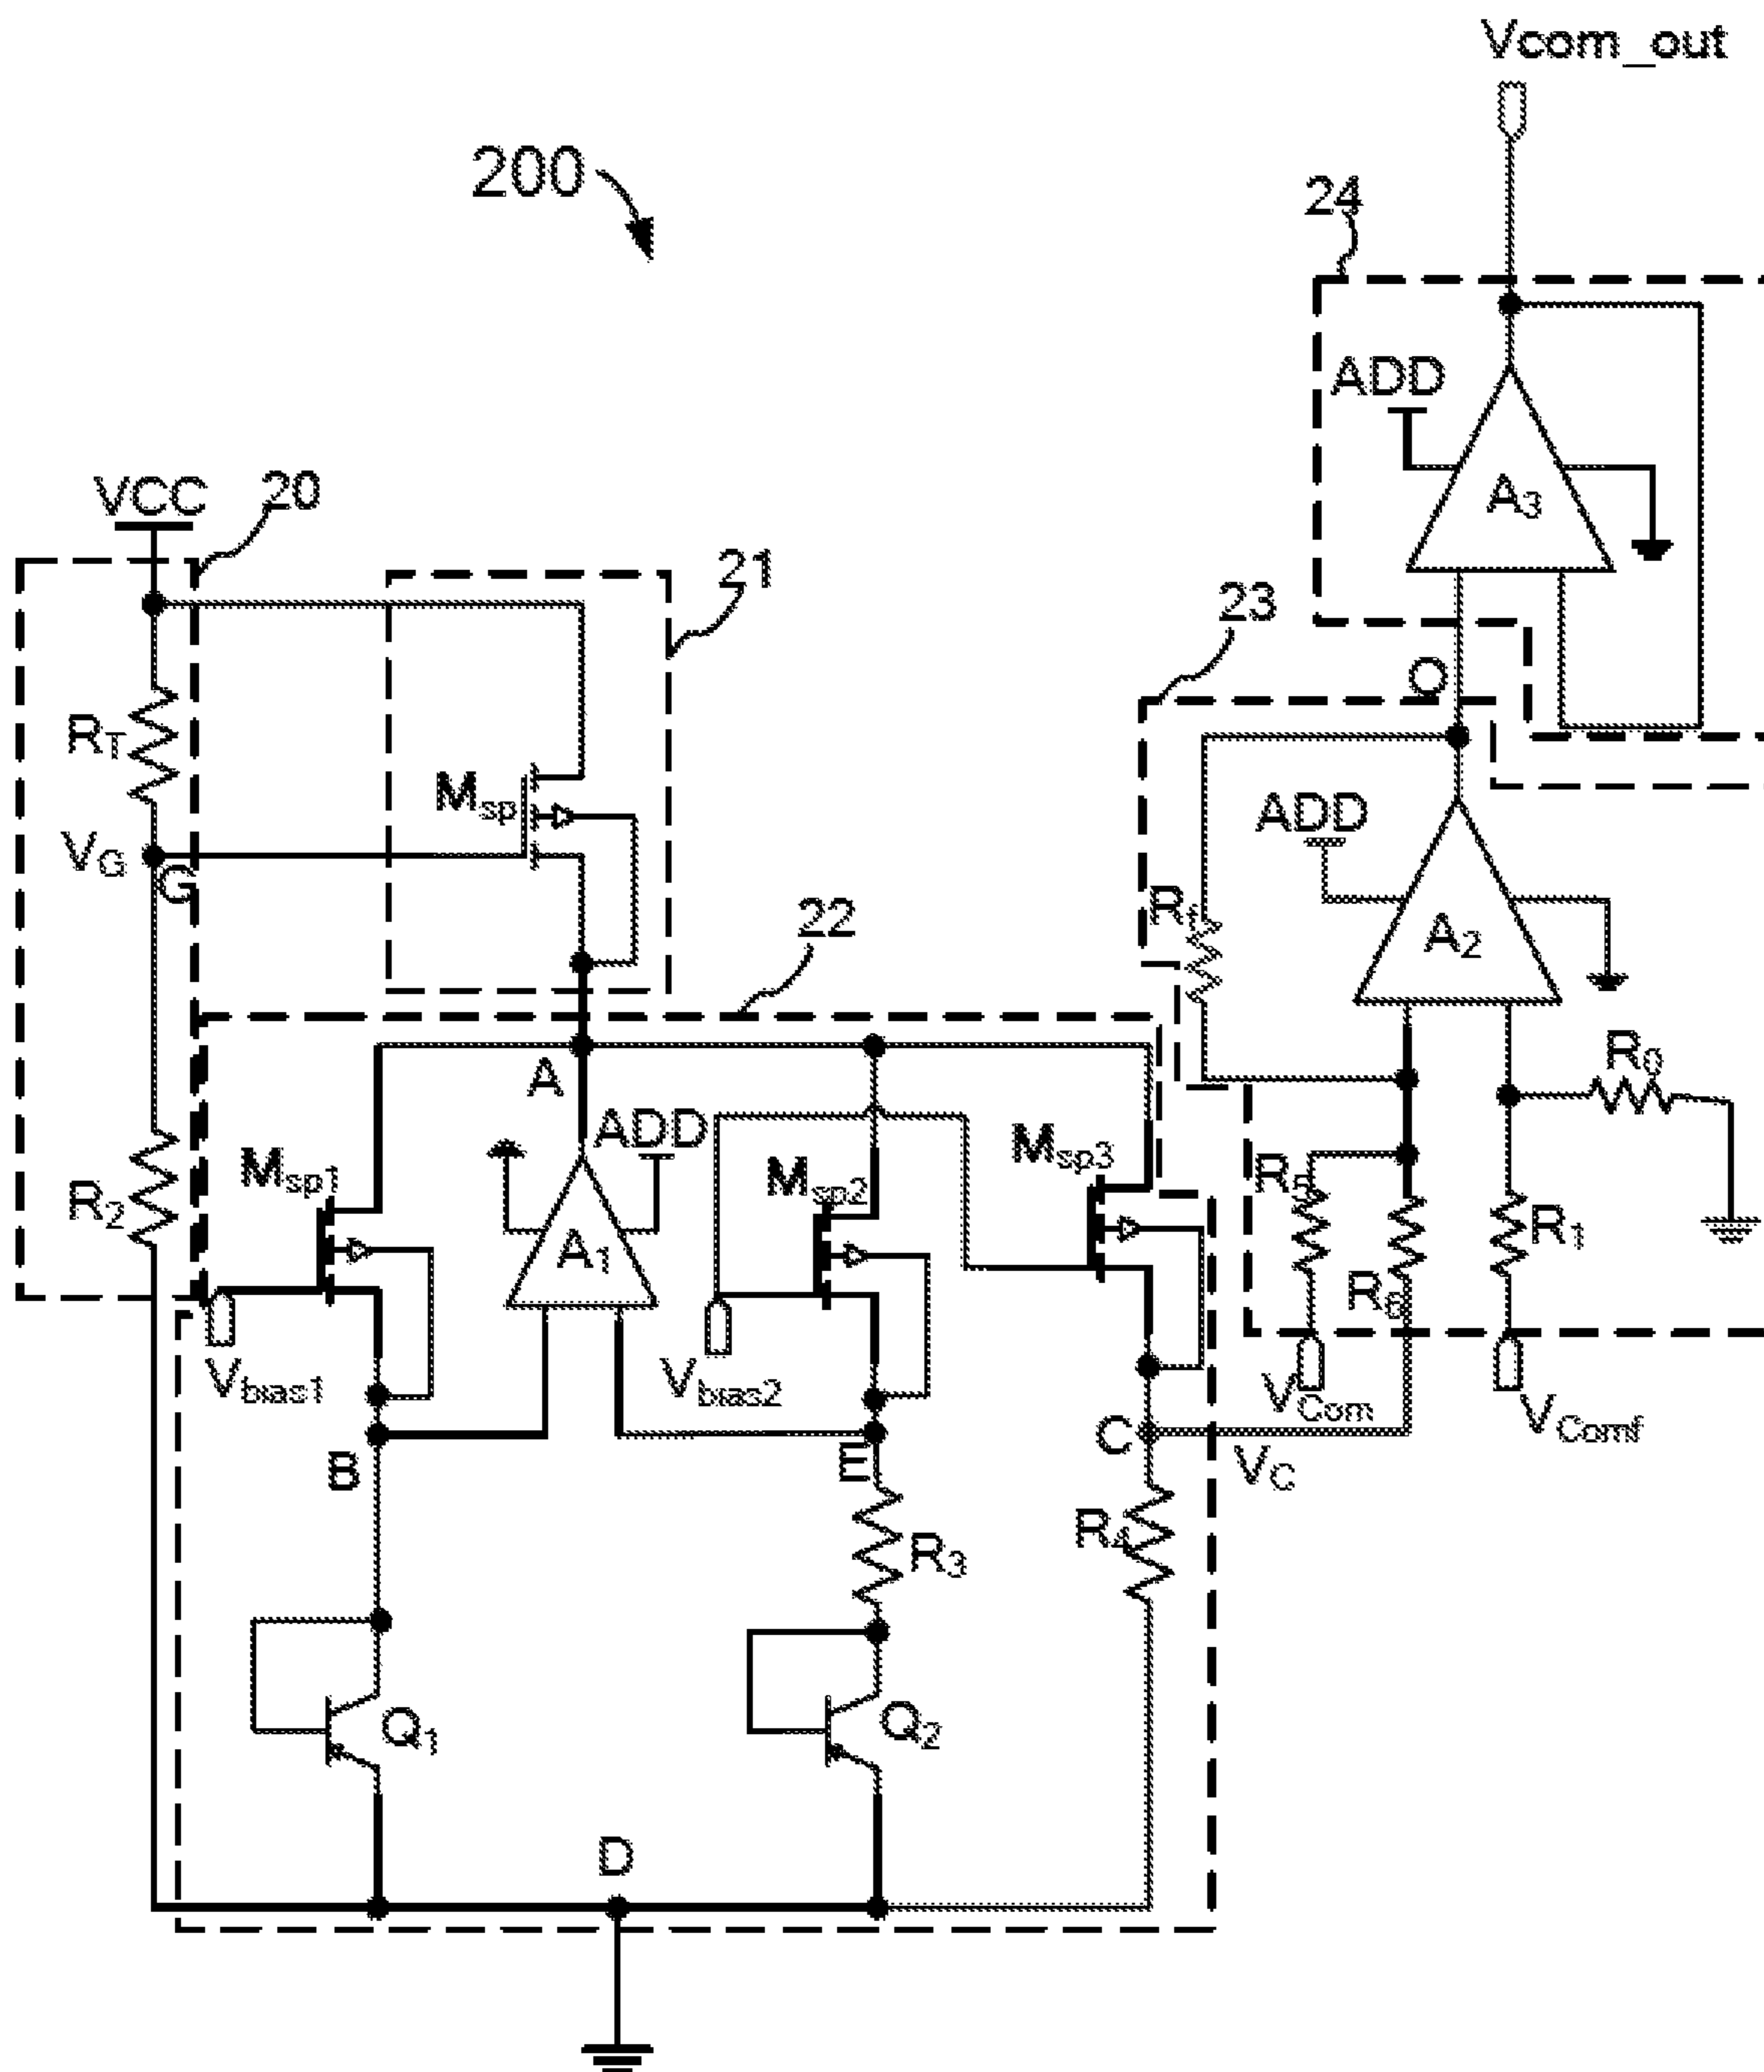 Vcom_out
200
24
ADD
A3
VCC
20
21
23
O
RT
Msp
ADD
VG
G
22
Rf
A2
R0
A
ADD
Msp1
Msp2
Msp3
R2
A1
R5
R1
R6
Vbias1
Vbias2
VCom
VComf
B
E
C
VC
R3
R4
Q1
Q2
D